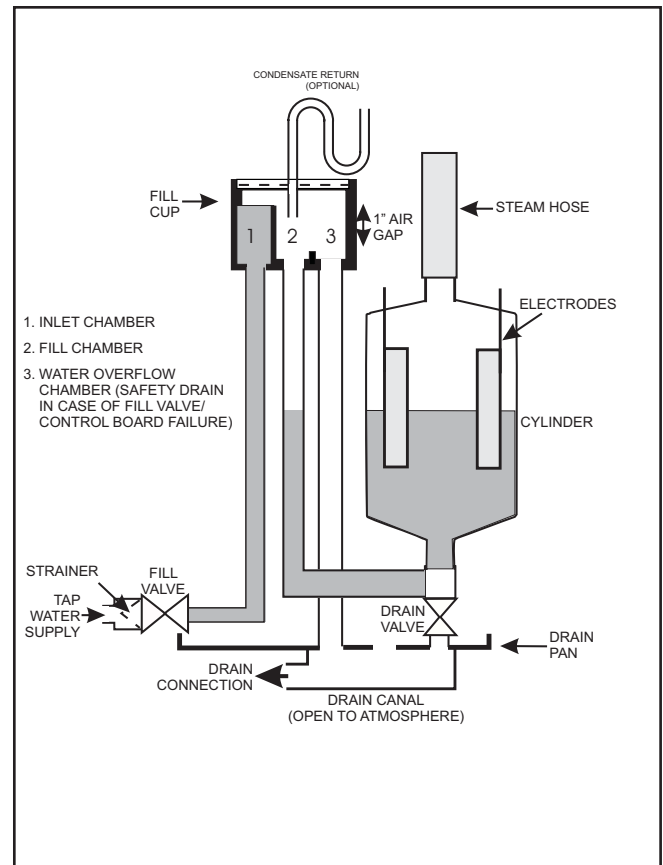 CONDENSATE RETURN
(OPTIONAL)
FILL
CUP
1
2
3
1" AIR
GAP
STEAM HOSE
ELECTRODES
1. INLET CHAMBER
2. FILL CHAMBER
3. WATER OVERFLOW
CHAMBER (SAFETY DRAIN
IN CASE OF FILL VALVE/
CONTROL BOARD FAILURE)
CYLINDER
STRAINER
FILL
VALVE
TAP
WATER
SUPPLY
DRAIN
VALVE
DRAIN
PAN
DRAIN
CONNECTION
DRAIN CANAL
(OPEN TO ATMOSPHERE)